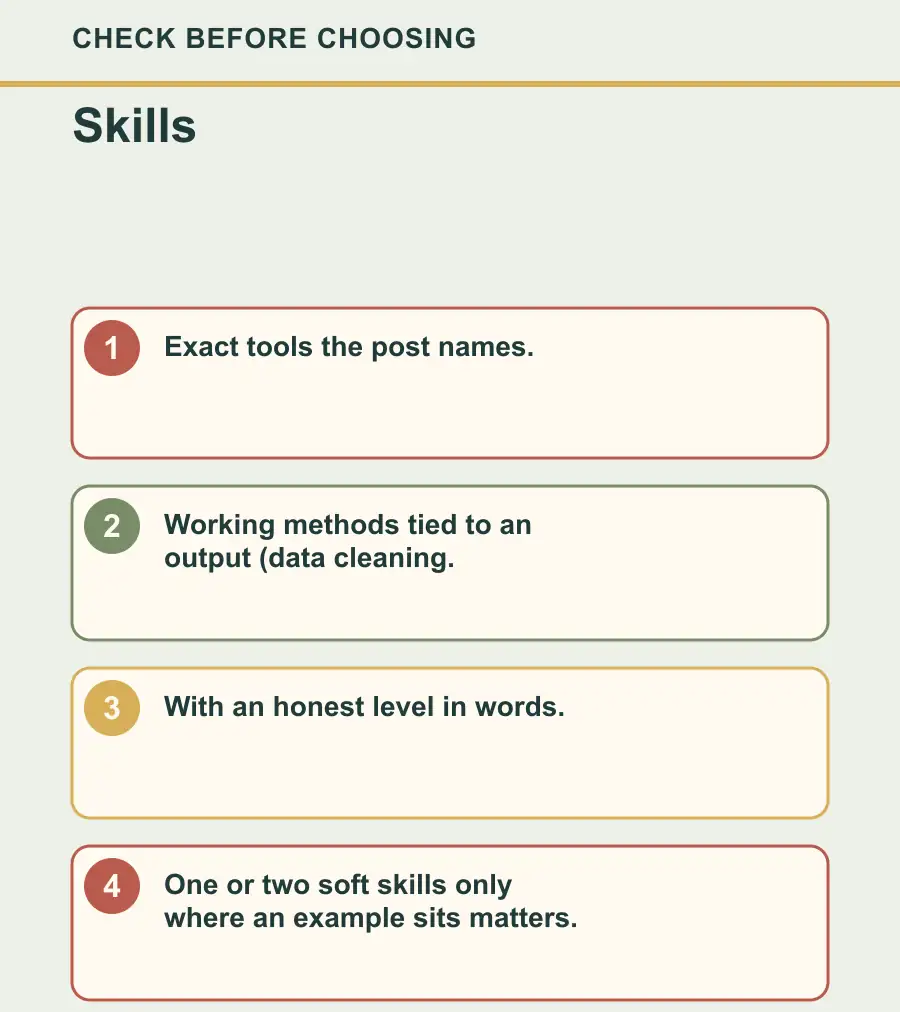 CHECK BEFORE CHOOSING
Skills
1
Exact tools the post names.
2
Working methods tied to an
output (data cleaning.
3
With an honest level in words.
4
One or two soft skills only
where an example sits matters.